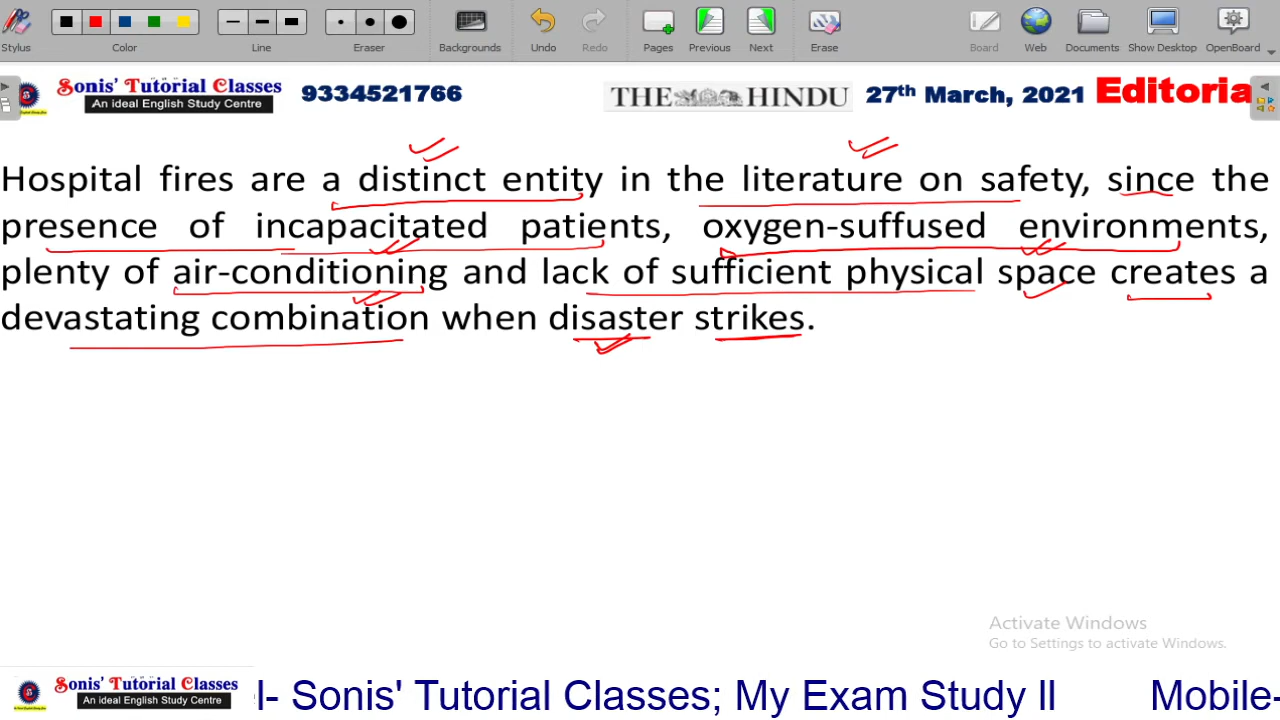 Stylus Color Line Eraser Backgrounds Undo Redo Pages Previous Next Erase Board Web Documents Show Desktop OpenBoard
Sonis' Tutorial Classes
An ideal English Study Centre
9334521766
THE HINDU
27th March, 2021 Editoria
Hospital fires are a distinct entity in the literature on safety, since the
presence of incapacitated patients, oxygen-suffused environments,
plenty of air-conditioning and lack of sufficient physical space creates a
devastating combination when disaster strikes.
Activate Windows
Go to Settings to activate Windows.
Sonis' Tutorial Classes
An ideal English Study Centre
l- Sonis' Tutorial Classes; My Exam Study II Mobile-